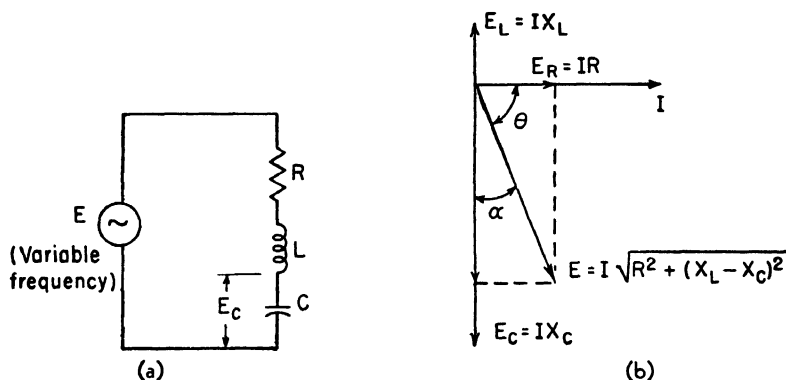 E
(Variable
frequency)
R
L
C
E_C
(a)
E_L = IX_L
E_R = IR
I
θ
α
E = I √R² + (X_L – X_C)²
E_C = IX_C
(b)